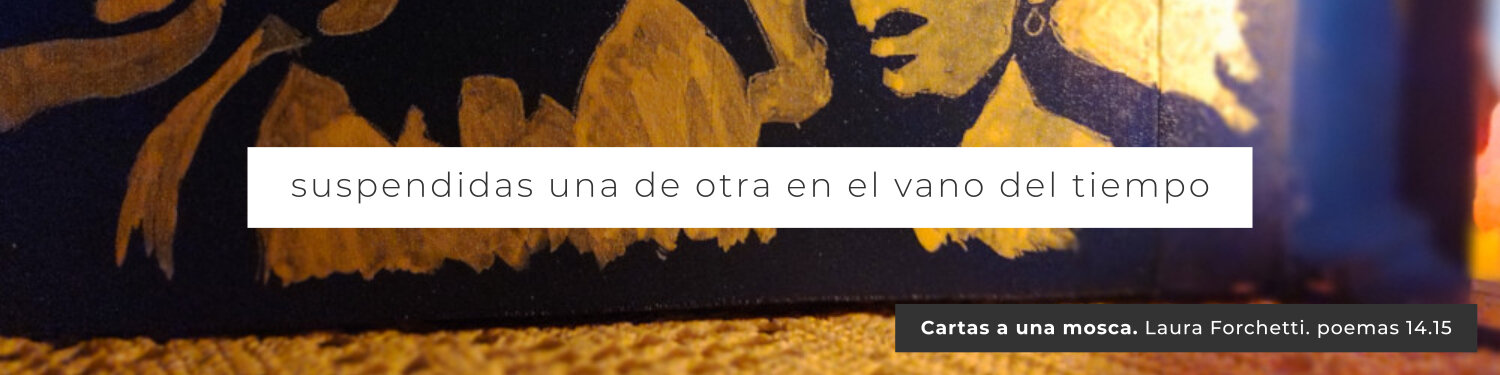 suspendidas una de otra en el vano del tiempo
Cartas a una mosca. Laura Forchetti. poemas 14.15